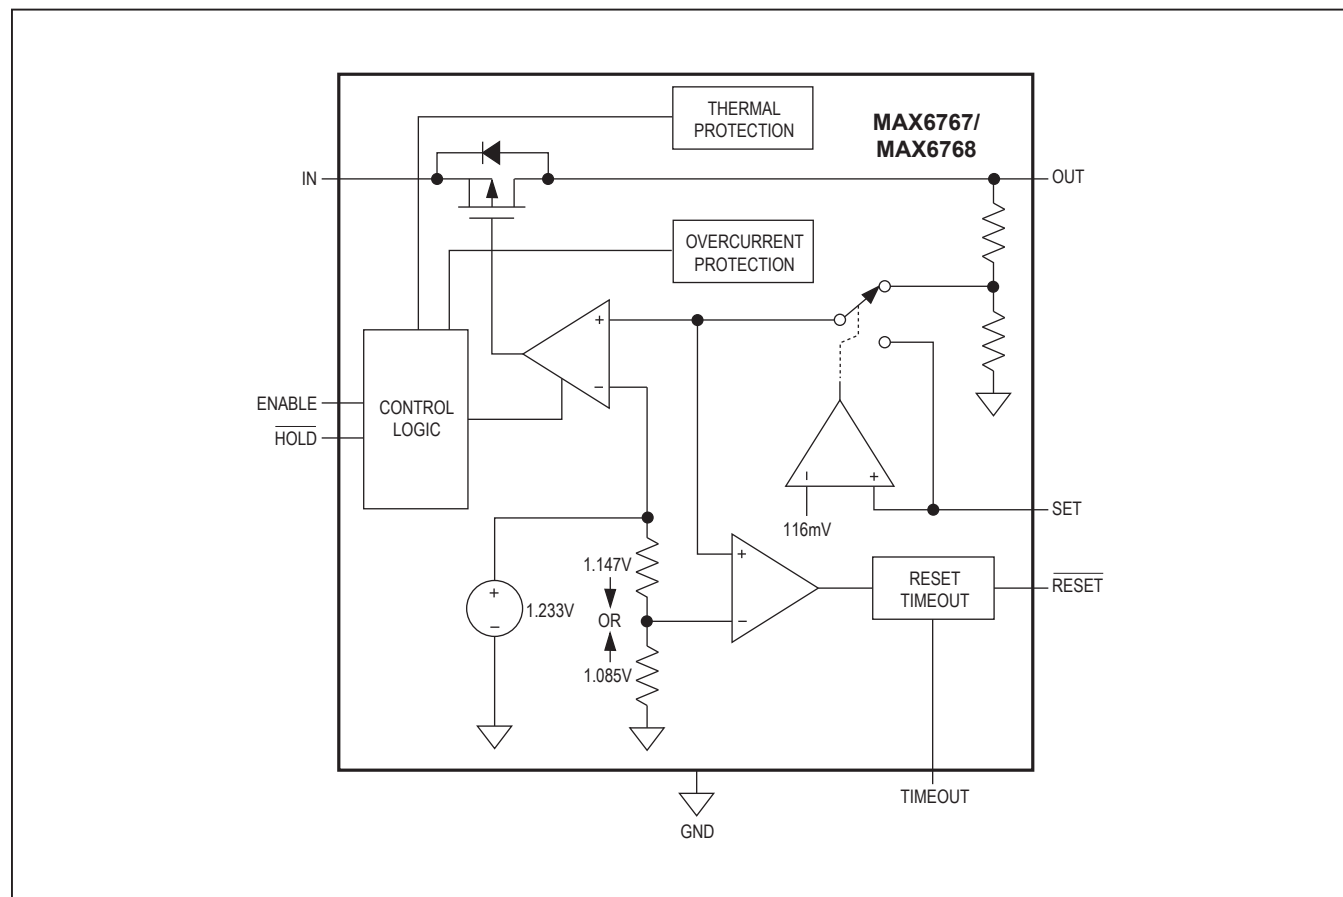 THERMAL
PROTECTION
MAX6767/
MAX6768
IN
OUT
OVERCURRENT
PROTECTION
+
−
ENABLE
HOLD
CONTROL
LOGIC
−
+
116mV
SET
+
−
1.233V
1.147V
OR
1.085V
+
−
RESET
TIMEOUT
RESET
TIMEOUT
GND